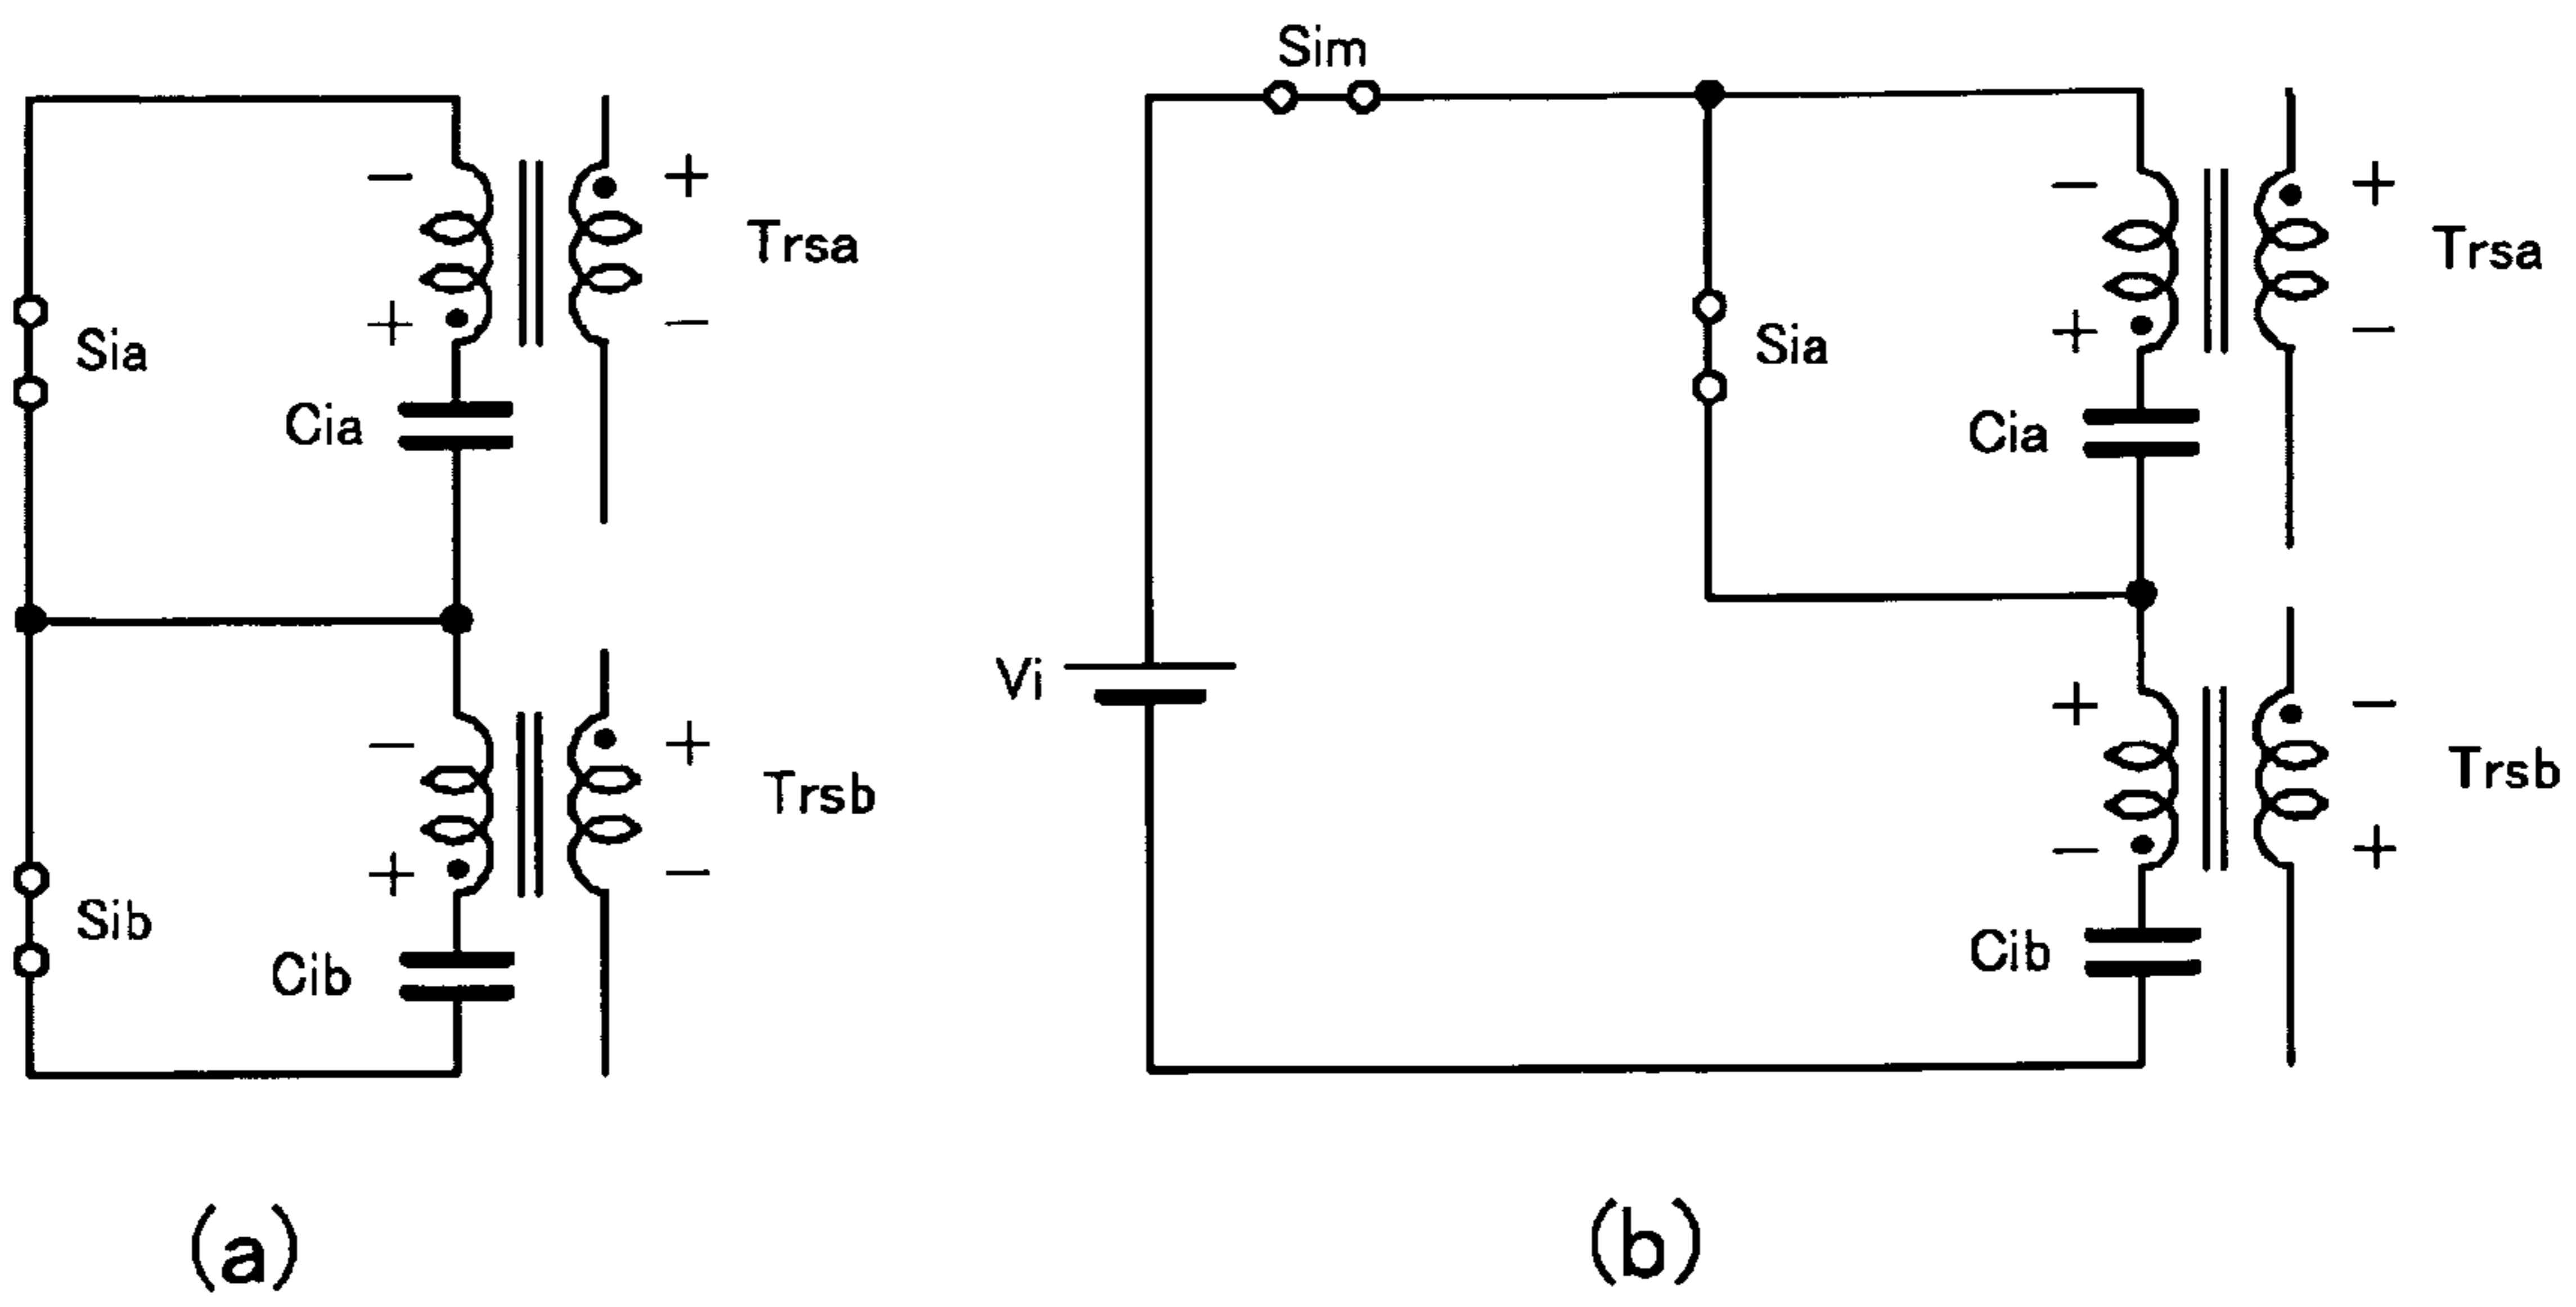 Sia
Cia
−
+
+
−
Trsa
Sib
Cib
−
+
+
−
Trsb
(a)
Sim
Vi
Sia
Cia
−
+
+
−
Trsa
Cib
+
−
−
+
Trsb
(b)